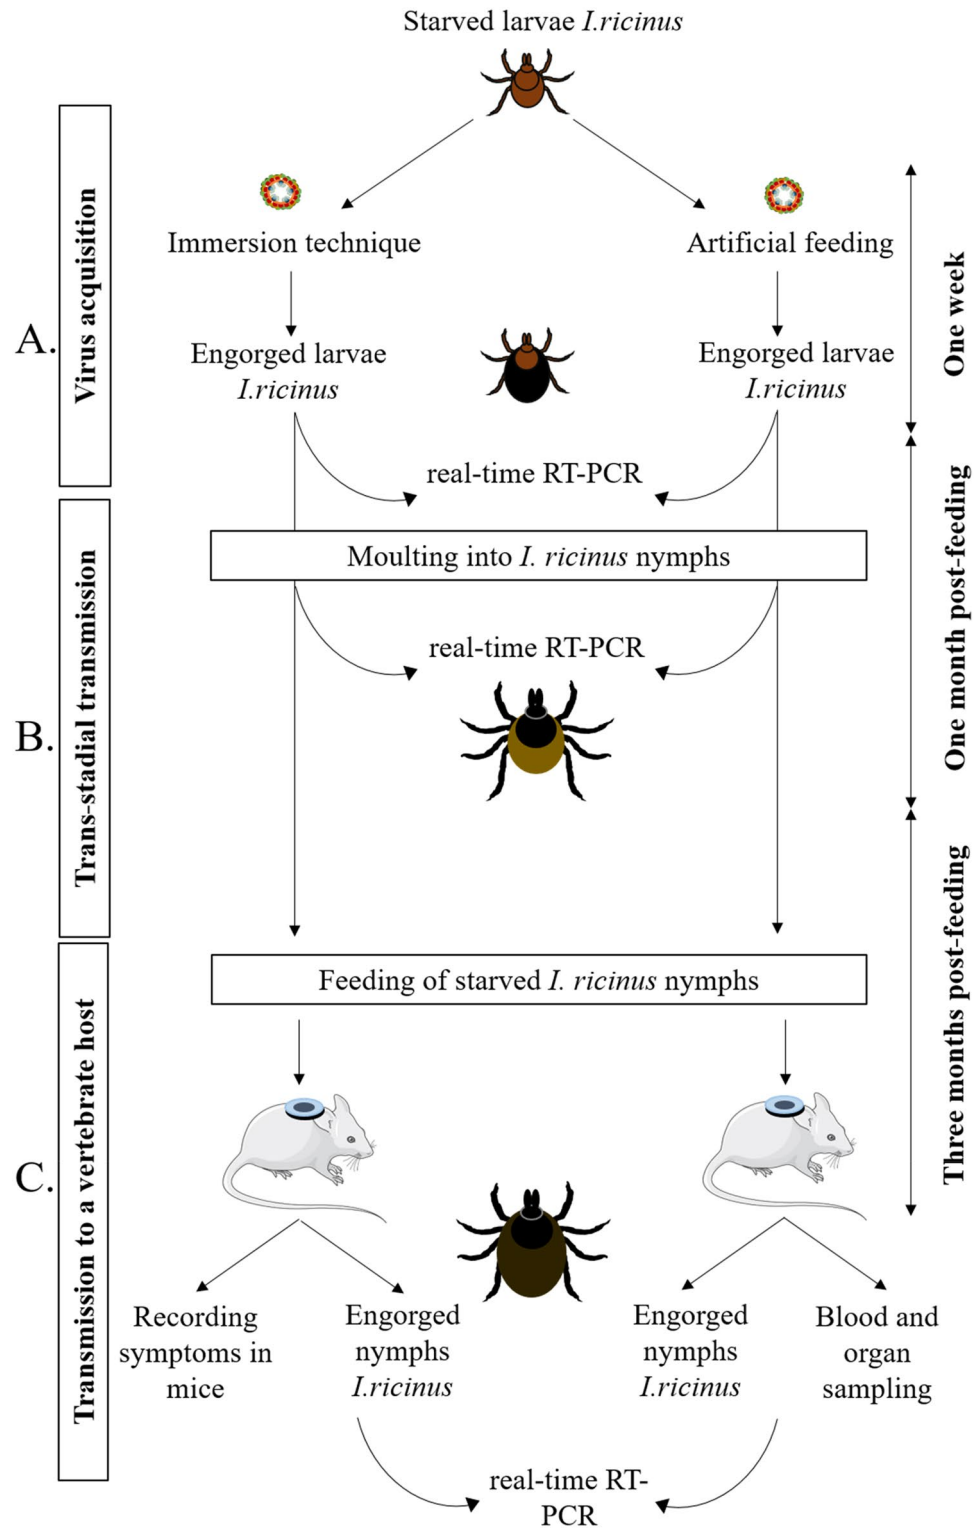 Starved larvae I.ricinus
A.
Virus acquisition
Immersion technique
Artificial feeding
One week
Engorged larvae
I.ricinus
Engorged larvae
I.ricinus
real-time RT-PCR
One month post-feeding
B.
Trans-stadial transmission
Moulting into I. ricinus nymphs
real-time RT-PCR
Three months post-feeding
C.
Transmission to a vertebrate host
Feeding of starved I. ricinus nymphs
Recording
symptoms in
mice
Engorged
nymphs
I.ricinus
Engorged
nymphs
I.ricinus
Blood and
organ
sampling
real-time RT-
PCR